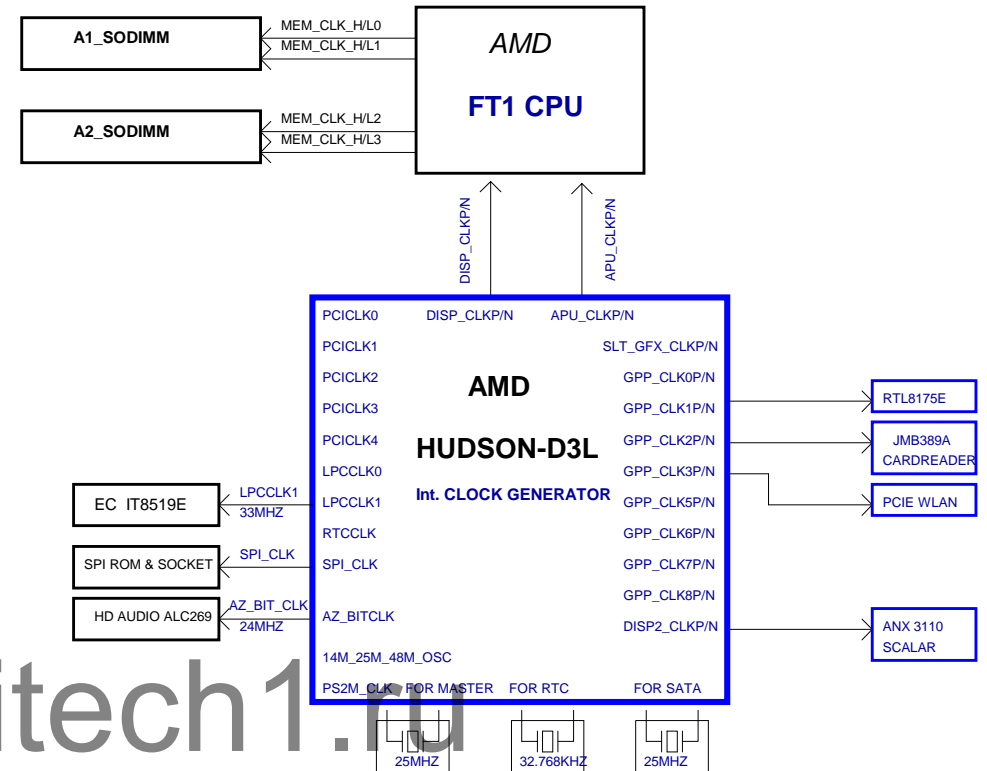 A1_SODIMM
MEM_CLK_H/L0
MEM_CLK_H/L1
A2_SODIMM
MEM_CLK_H/L2
MEM_CLK_H/L3
AMD
FT1 CPU
DISP_CLKP/N
APU_CLKP/N
PCICLK0
DISP_CLKP/N
APU_CLKP/N
PCICLK1
SLT_GFX_CLKP/N
PCICLK2
GPP_CLK0P/N
PCICLK3
GPP_CLK1P/N
PCICLK4
GPP_CLK2P/N
LPCCLK0
GPP_CLK3P/N
LPCCLK1
GPP_CLK5P/N
RTCCLK
GPP_CLK6P/N
SPI_CLK
GPP_CLK7P/N
GPP_CLK8P/N
AZ_BITCLK
DISP2_CLKP/N
14M_25M_48M_OSC
PS2M_CLK
FOR MASTER
FOR RTC
FOR SATA
AMD
HUDSON-D3L
Int. CLOCK GENERATOR
EC IT8519E
LPCCLK1
33MHZ
SPI ROM & SOCKET
SPI_CLK
HD AUDIO ALC269
AZ_BIT_CLK
24MHZ
RTL8175E
JMB389A
CARDREADER
PCIE WLAN
ANX 3110
SCALAR
25MHZ
32.768KHZ
25MHZ
itech1.ru